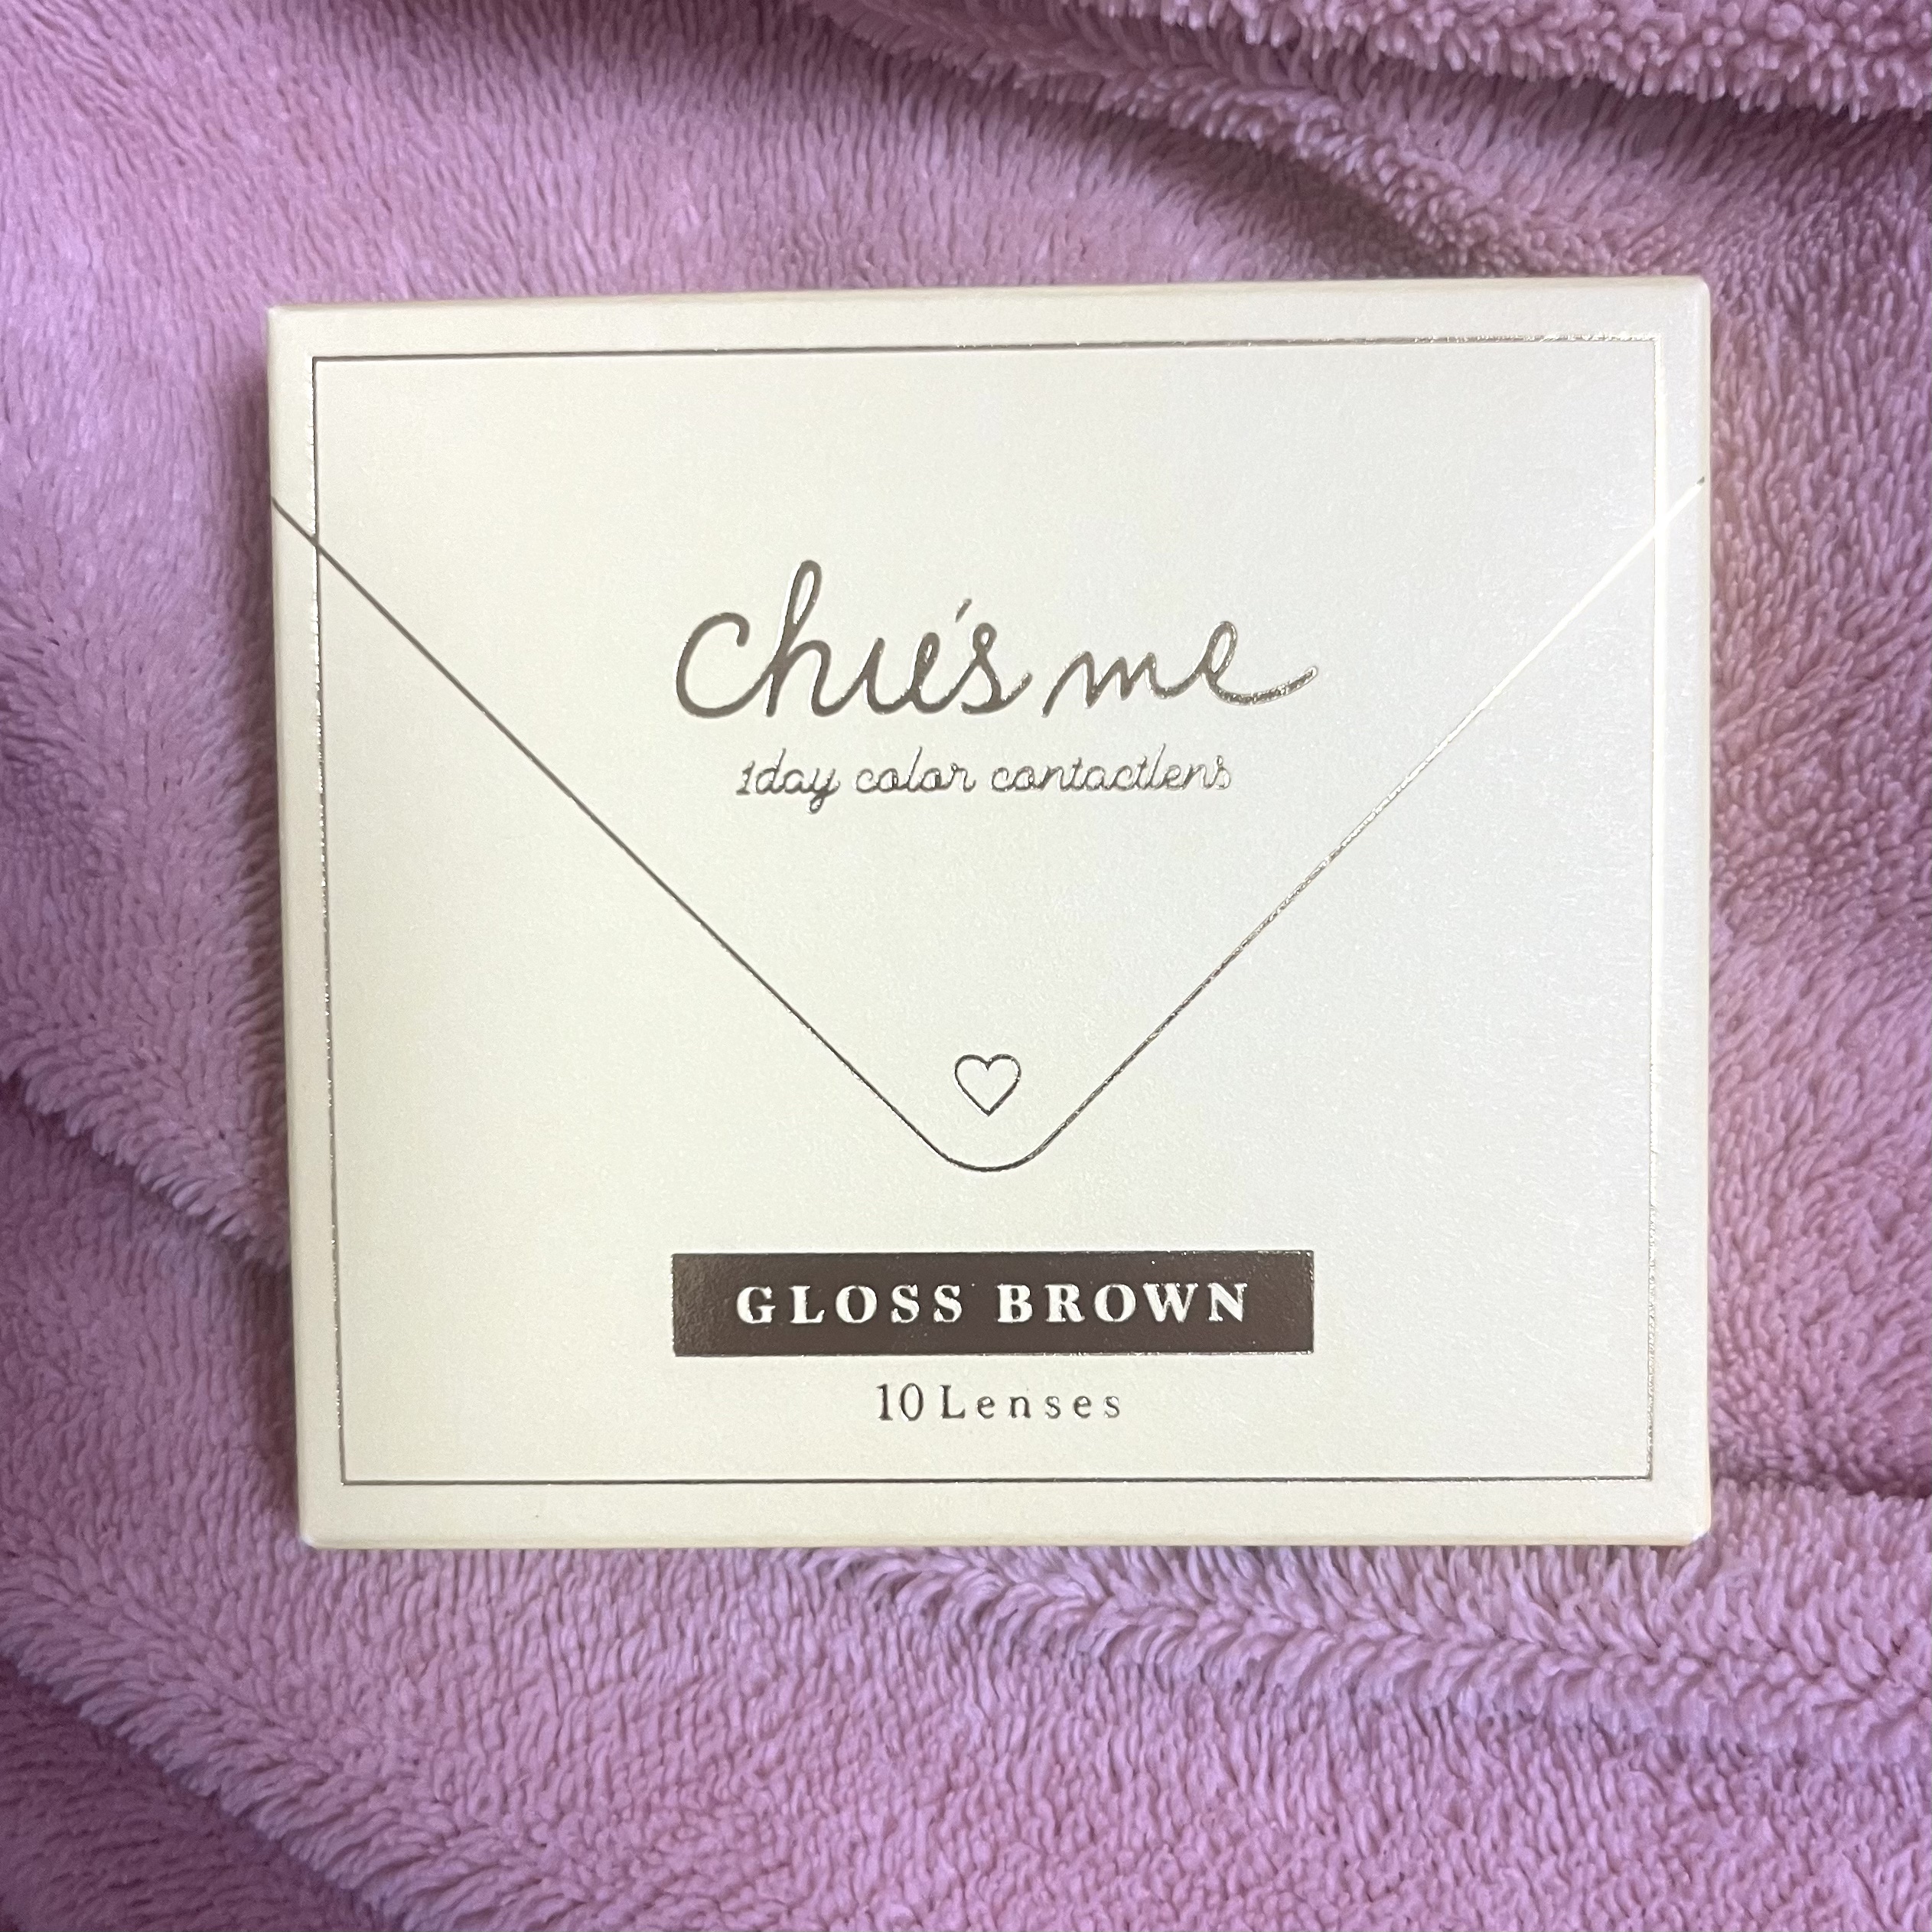 chu's me
1day color contactlens
GLOSS BROWN
10 Lenses